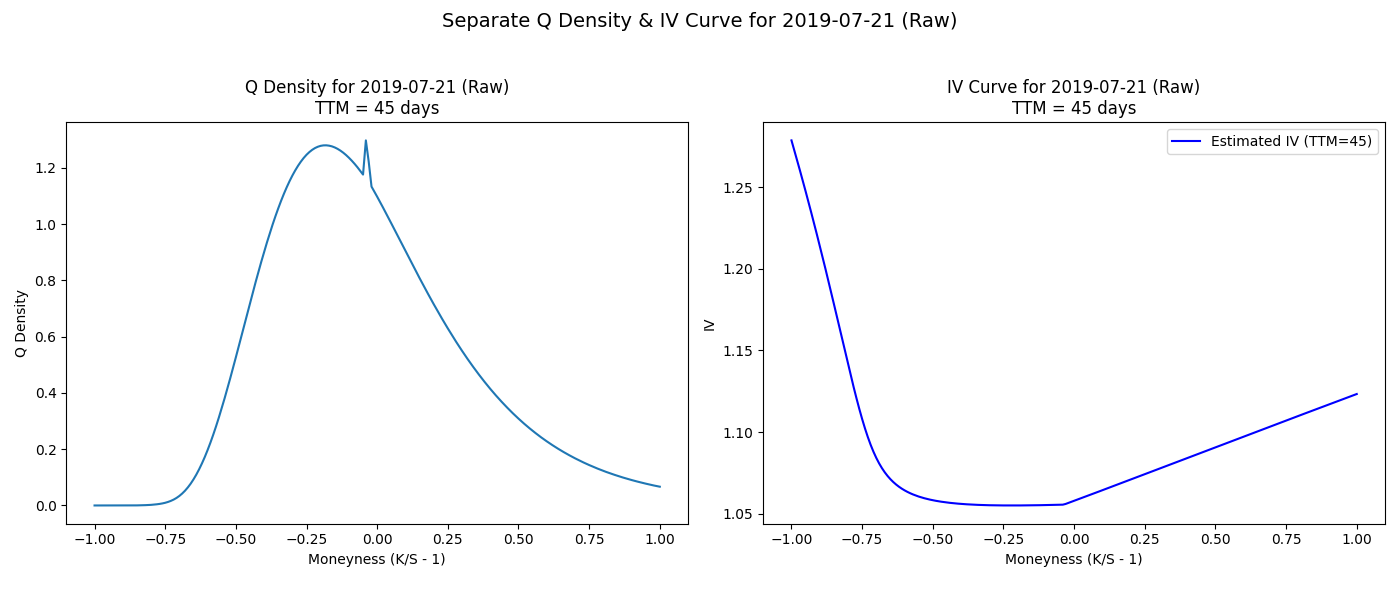 Separate Q Density & IV Curve for 2019-07-21 (Raw)
Q Density for 2019-07-21 (Raw)
TTM = 45 days
1.2
1.0
0.8
0.6
0.4
0.2
0.0
Q Density
−1.00 −0.75 −0.50 −0.25 0.00 0.25 0.50 0.75 1.00
Moneyness (K/S - 1)
IV Curve for 2019-07-21 (Raw)
TTM = 45 days
Estimated IV (TTM=45)
1.25
1.20
1.15
1.10
1.05
IV
−1.00 −0.75 −0.50 −0.25 0.00 0.25 0.50 0.75 1.00
Moneyness (K/S - 1)